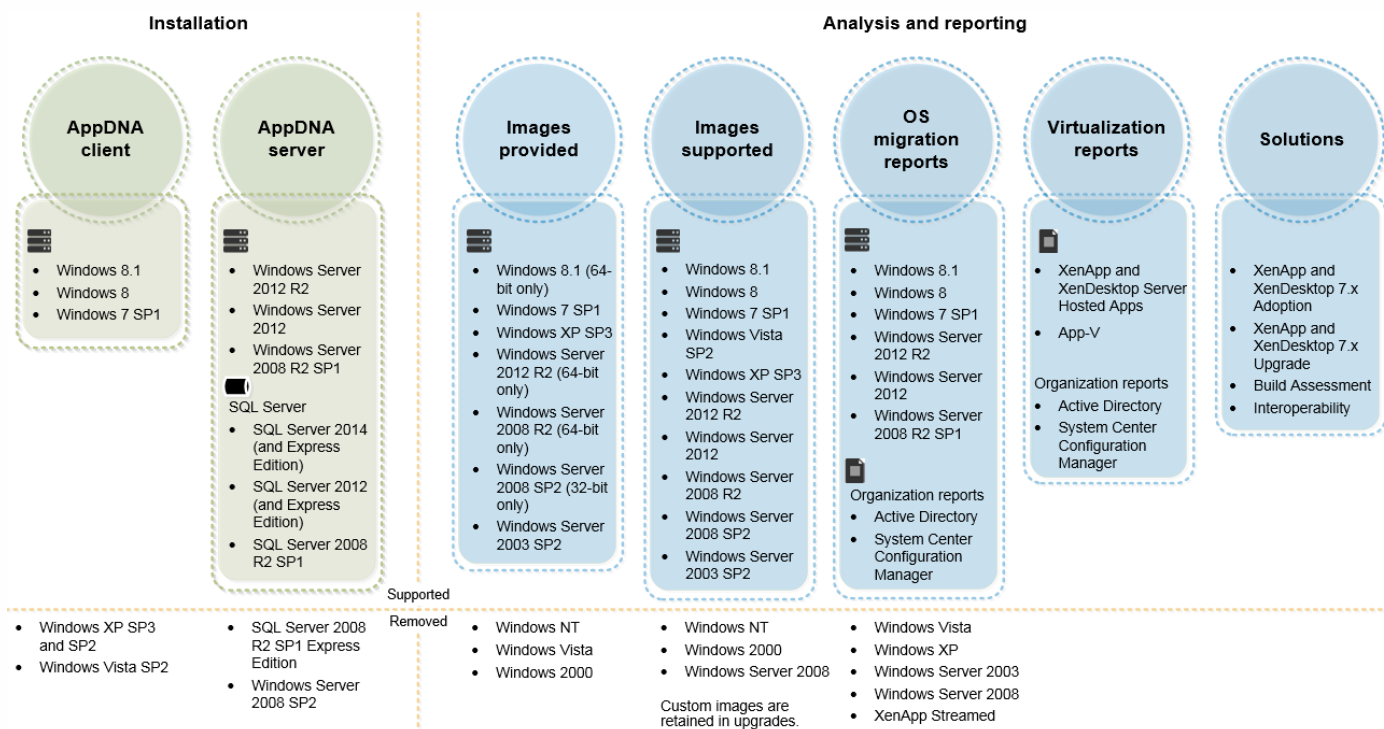 Installation
Analysis and reporting
AppDNA
client
• Windows 8.1
• Windows 8
• Windows 7 SP1
AppDNA
server
• Windows Server
2012 R2
• Windows Server
2012
• Windows Server
2008 R2 SP1
SQL Server
• SQL Server 2014
(and Express
Edition)
• SQL Server 2012
(and Express
Edition)
• SQL Server 2008
R2 SP1
Images
provided
• Windows 8.1 (64-
bit only)
• Windows 7 SP1
• Windows XP SP3
• Windows Server
2012 R2 (64-bit
only)
• Windows Server
2008 R2 (64-bit
only)
• Windows Server
2008 SP2 (32-bit
only)
• Windows Server
2003 SP2
Images
supported
• Windows 8.1
• Windows 8
• Windows 7 SP1
• Windows Vista
SP2
• Windows XP SP3
• Windows Server
2012 R2
• Windows Server
2012
• Windows Server
2008 R2
• Windows Server
2008 SP2
• Windows Server
2003 SP2
OS
migration
reports
• Windows 8.1
• Windows 8
• Windows 7 SP1
• Windows Server
2012 R2
• Windows Server
2012
• Windows Server
2008 R2 SP1
Organization reports
• Active Directory
• System Center
Configuration
Manager
Virtualization
reports
• XenApp and
XenDesktop Server
Hosted Apps
• App-V
Organization reports
• Active Directory
• System Center
Configuration
Manager
Solutions
• XenApp and
XenDesktop 7.x
Adoption
• XenApp and
XenDesktop 7.x
Upgrade
• Build Assessment
• Interoperability
Supported
Removed
• Windows XP SP3
and SP2
• Windows Vista SP2
• SQL Server 2008
R2 SP1 Express
Edition
• Windows Server
2008 SP2
• Windows NT
• Windows Vista
• Windows 2000
• Windows NT
• Windows 2000
• Windows Server 2008
Custom images are
retained in upgrades.
• Windows Vista
• Windows XP
• Windows Server 2003
• Windows Server 2008
• XenApp Streamed